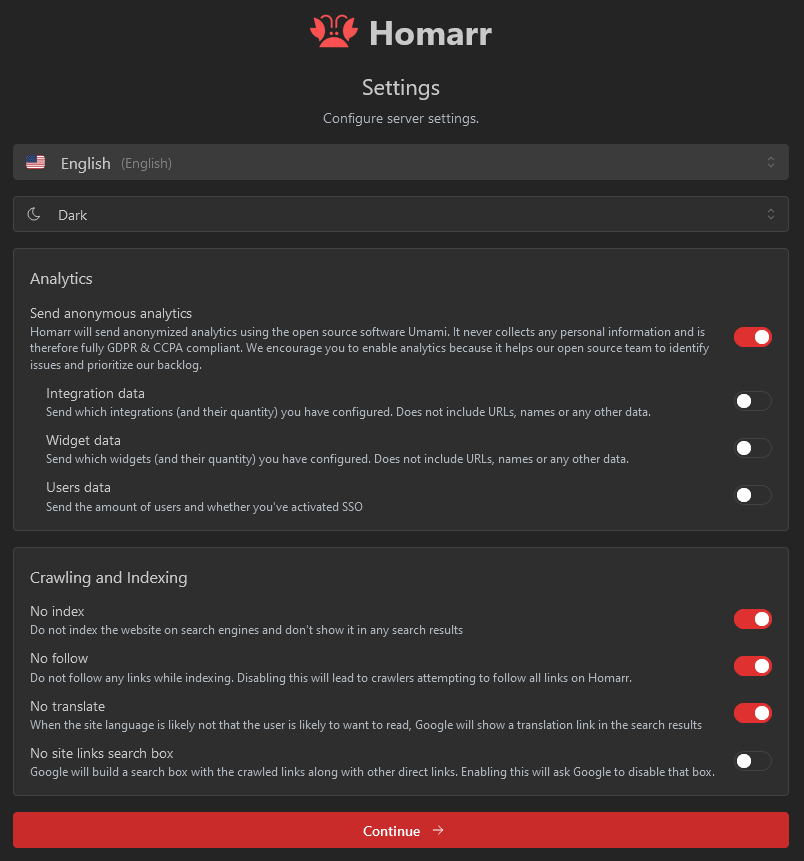 Homarr
Settings
Configure server settings.
English (English)
Dark
Analytics
Send anonymous analytics
Homarr will send anonymized analytics using the open source software Umami. It never collects any personal information and is
therefore fully GDPR & CCPA compliant. We encourage you to enable analytics because it helps our open source team to identify
issues and prioritize our backlog.
Integration data
Send which integrations (and their quantity) you have configured. Does not include URLs, names or any other data.
Widget data
Send which widgets (and their quantity) you have configured. Does not include URLs, names or any other data.
Users data
Send the amount of users and whether you've activated SSO
Crawling and Indexing
No index
Do not index the website on search engines and don't show it in any search results
No follow
Do not follow any links while indexing. Disabling this will lead to crawlers attempting to follow all links on Homarr.
No translate
When the site language is likely not that the user is likely to want to read, Google will show a translation link in the search results
No site links search box
Google will build a search box with the crawled links along with other direct links. Enabling this will ask Google to disable that box.
Continue